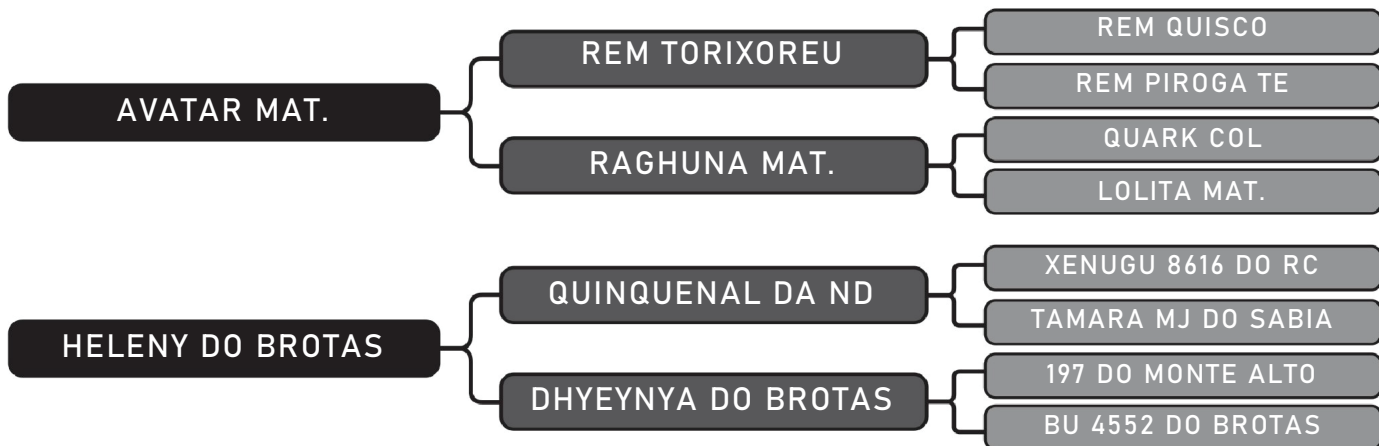 AVATAR MAT.
REM TORIXOREU
REM QUISCO
REM PIROGA TE
RAGHUNA MAT.
QUARK COL
LOLITA MAT.
HELENY DO BROTAS
QUINQUENAL DA ND
XENUGU 8616 DO RC
TAMARA MJ DO SABIA
DHYEYNYA DO BROTAS
197 DO MONTE ALTO
BU 4552 DO BROTAS